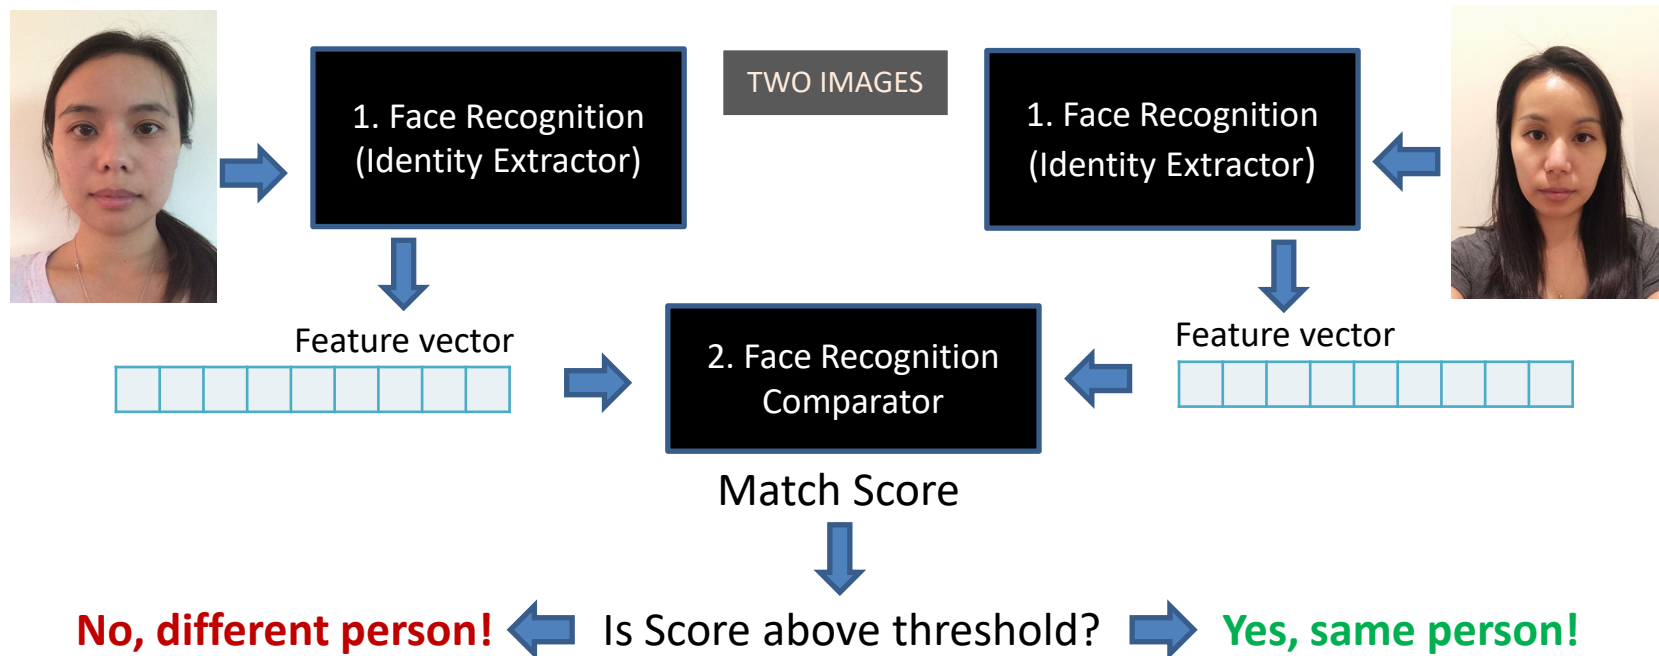 TWO IMAGES
1. Face Recognition
(Identity Extractor)
1. Face Recognition
(Identity Extractor)
Feature vector
Feature vector
2. Face Recognition
Comparator
Match Score
No, different person!
Is Score above threshold?
Yes, same person!